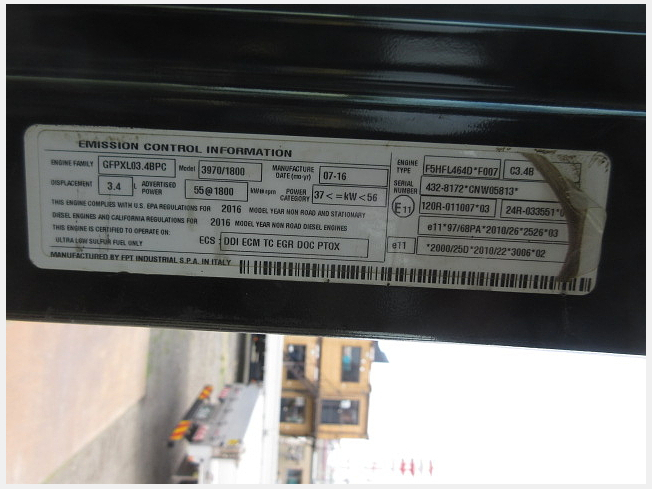 EMISSION CONTROL INFORMATION
ENGINE FAMILY GFPXL03.4BPC Model 3970/1800 MANUFACTURE DATE (mo-yr) 07-16
DISPLACEMENT 3.4 L ADVERTISED POWER 55@1800 kW@rpm POWER CATEGORY 37<=kW<56
THIS ENGINE COMPLIES WITH U.S. EPA REGULATIONS FOR 2016 MODEL YEAR NON ROAD AND STATIONARY
DIESEL ENGINES AND CALIFORNIA REGULATIONS FOR 2016 MODEL YEAR NON ROAD DIESEL ENGINES
THIS ENGINE IS CERTIFIED TO OPERATE ON:
ULTRA LOW SULFUR FUEL ONLY ECS: DDI ECM TC EGR DOC PTOX
MANUFACTURED BY FPT INDUSTRIAL S.P.A. IN ITALY
ENGINE TYPE F5HFL464D*F007 C3.4B
SERIAL NUMBER 432-8172*CNW05813*
E11 120R-011007*03 24R-033551*
e11*97/68PA*2010/26*2526*03
e11 *2000/25D*2010/22*3006*02